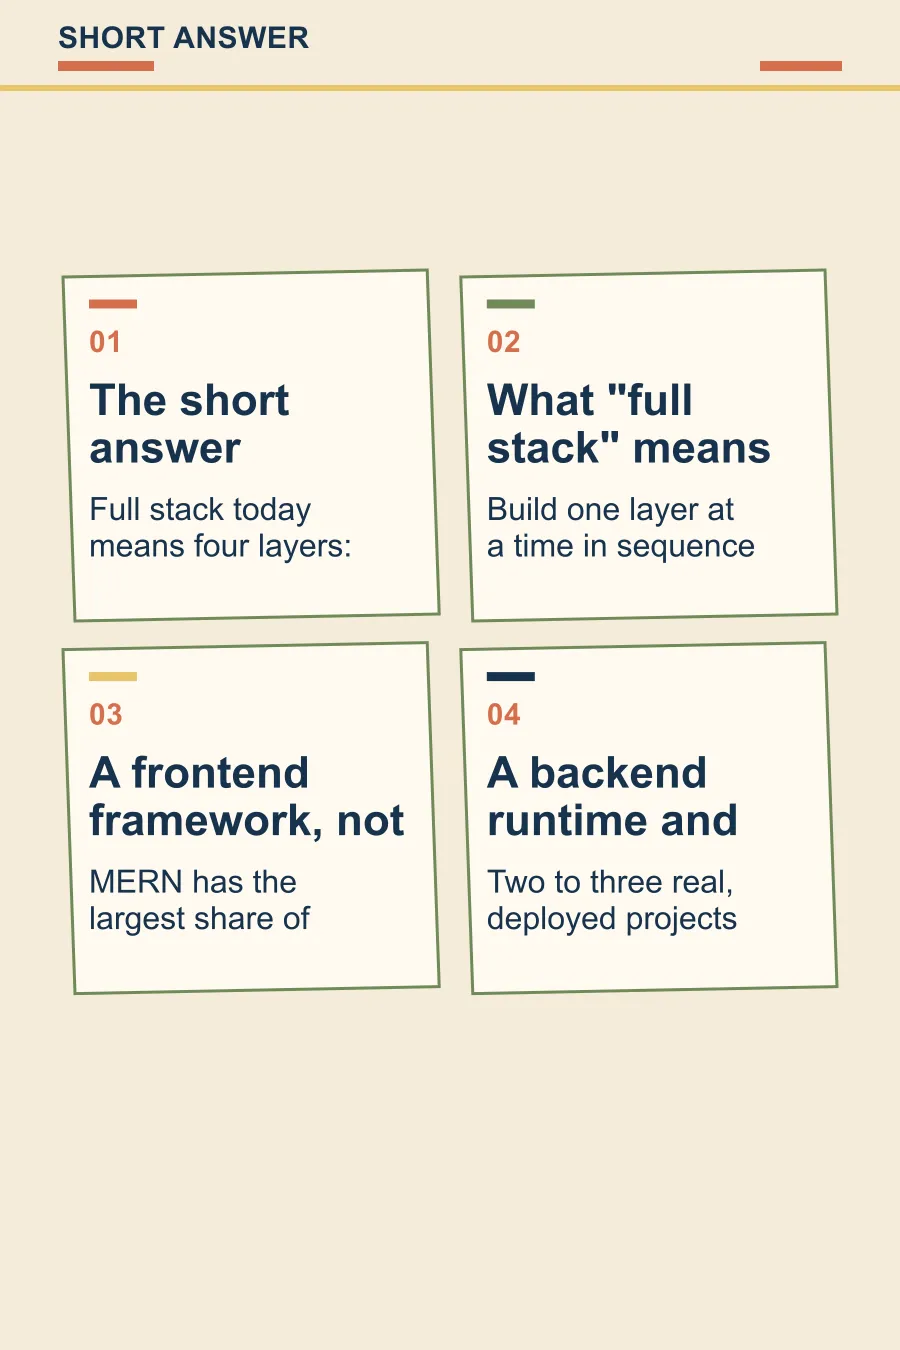 SHORT ANSWER
01
The short
answer
Full stack today
means four layers:
02
What "full
stack" means
Build one layer at
a time in sequence
03
A frontend
framework, not
MERN has the
largest share of
04
A backend
runtime and
Two to three real,
deployed projects